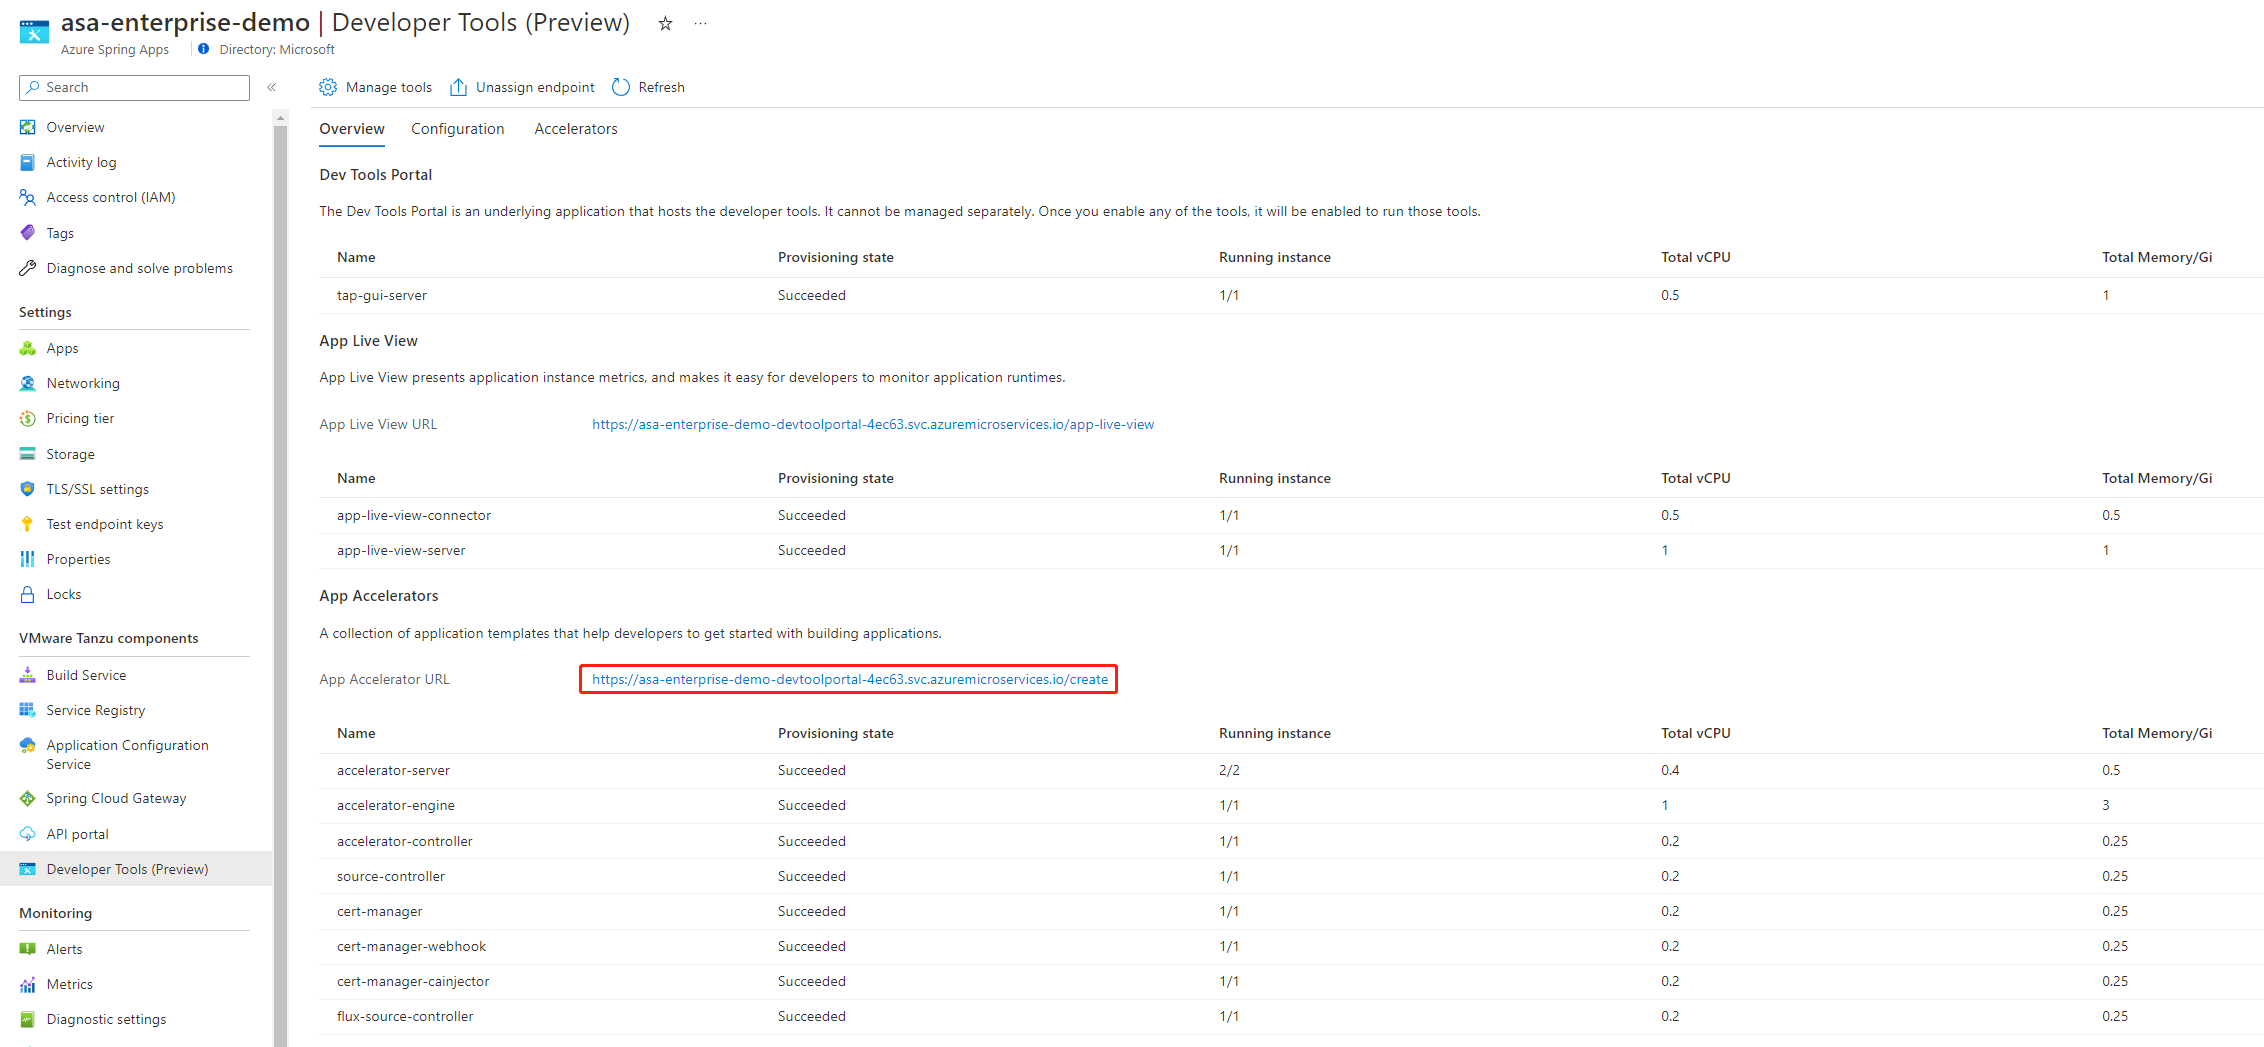 asa-enterprise-demo | Developer Tools (Preview)
Azure Spring Apps
Directory: Microsoft
Search
Overview
Activity log
Access control (IAM)
Tags
Diagnose and solve problems
Settings
Apps
Networking
Pricing tier
Storage
TLS/SSL settings
Test endpoint keys
Properties
Locks
VMware Tanzu components
Build Service
Service Registry
Application Configuration
Service
Spring Cloud Gateway
API portal
Developer Tools (Preview)
Monitoring
Alerts
Metrics
Diagnostic settings
Manage tools Unassign endpoint Refresh
Overview Configuration Accelerators
Dev Tools Portal
The Dev Tools Portal is an underlying application that hosts the developer tools. It cannot be managed separately. Once you enable any of the tools, it will be enabled to run those tools.
Name Provisioning state Running instance Total vCPU Total Memory/Gi
tap-gui-server Succeeded 1/1 0.5 1
App Live View
App Live View presents application instance metrics, and makes it easy for developers to monitor application runtimes.
App Live View URL https://asa-enterprise-demo-devtoolportal-4ec63.svc.azuremicroservices.io/app-live-view
Name Provisioning state Running instance Total vCPU Total Memory/Gi
app-live-view-connector Succeeded 1/1 0.5 0.5
app-live-view-server Succeeded 1/1 1 1
App Accelerators
A collection of application templates that help developers to get started with building applications.
App Accelerator URL https://asa-enterprise-demo-devtoolportal-4ec63.svc.azuremicroservices.io/create
Name Provisioning state Running instance Total vCPU Total Memory/Gi
accelerator-server Succeeded 2/2 0.4 0.5
accelerator-engine Succeeded 1/1 1 3
accelerator-controller Succeeded 1/1 0.2 0.25
source-controller Succeeded 1/1 0.2 0.25
cert-manager Succeeded 1/1 0.2 0.25
cert-manager-webhook Succeeded 1/1 0.2 0.25
cert-manager-cainjector Succeeded 1/1 0.2 0.25
flux-source-controller Succeeded 1/1 0.2 0.25